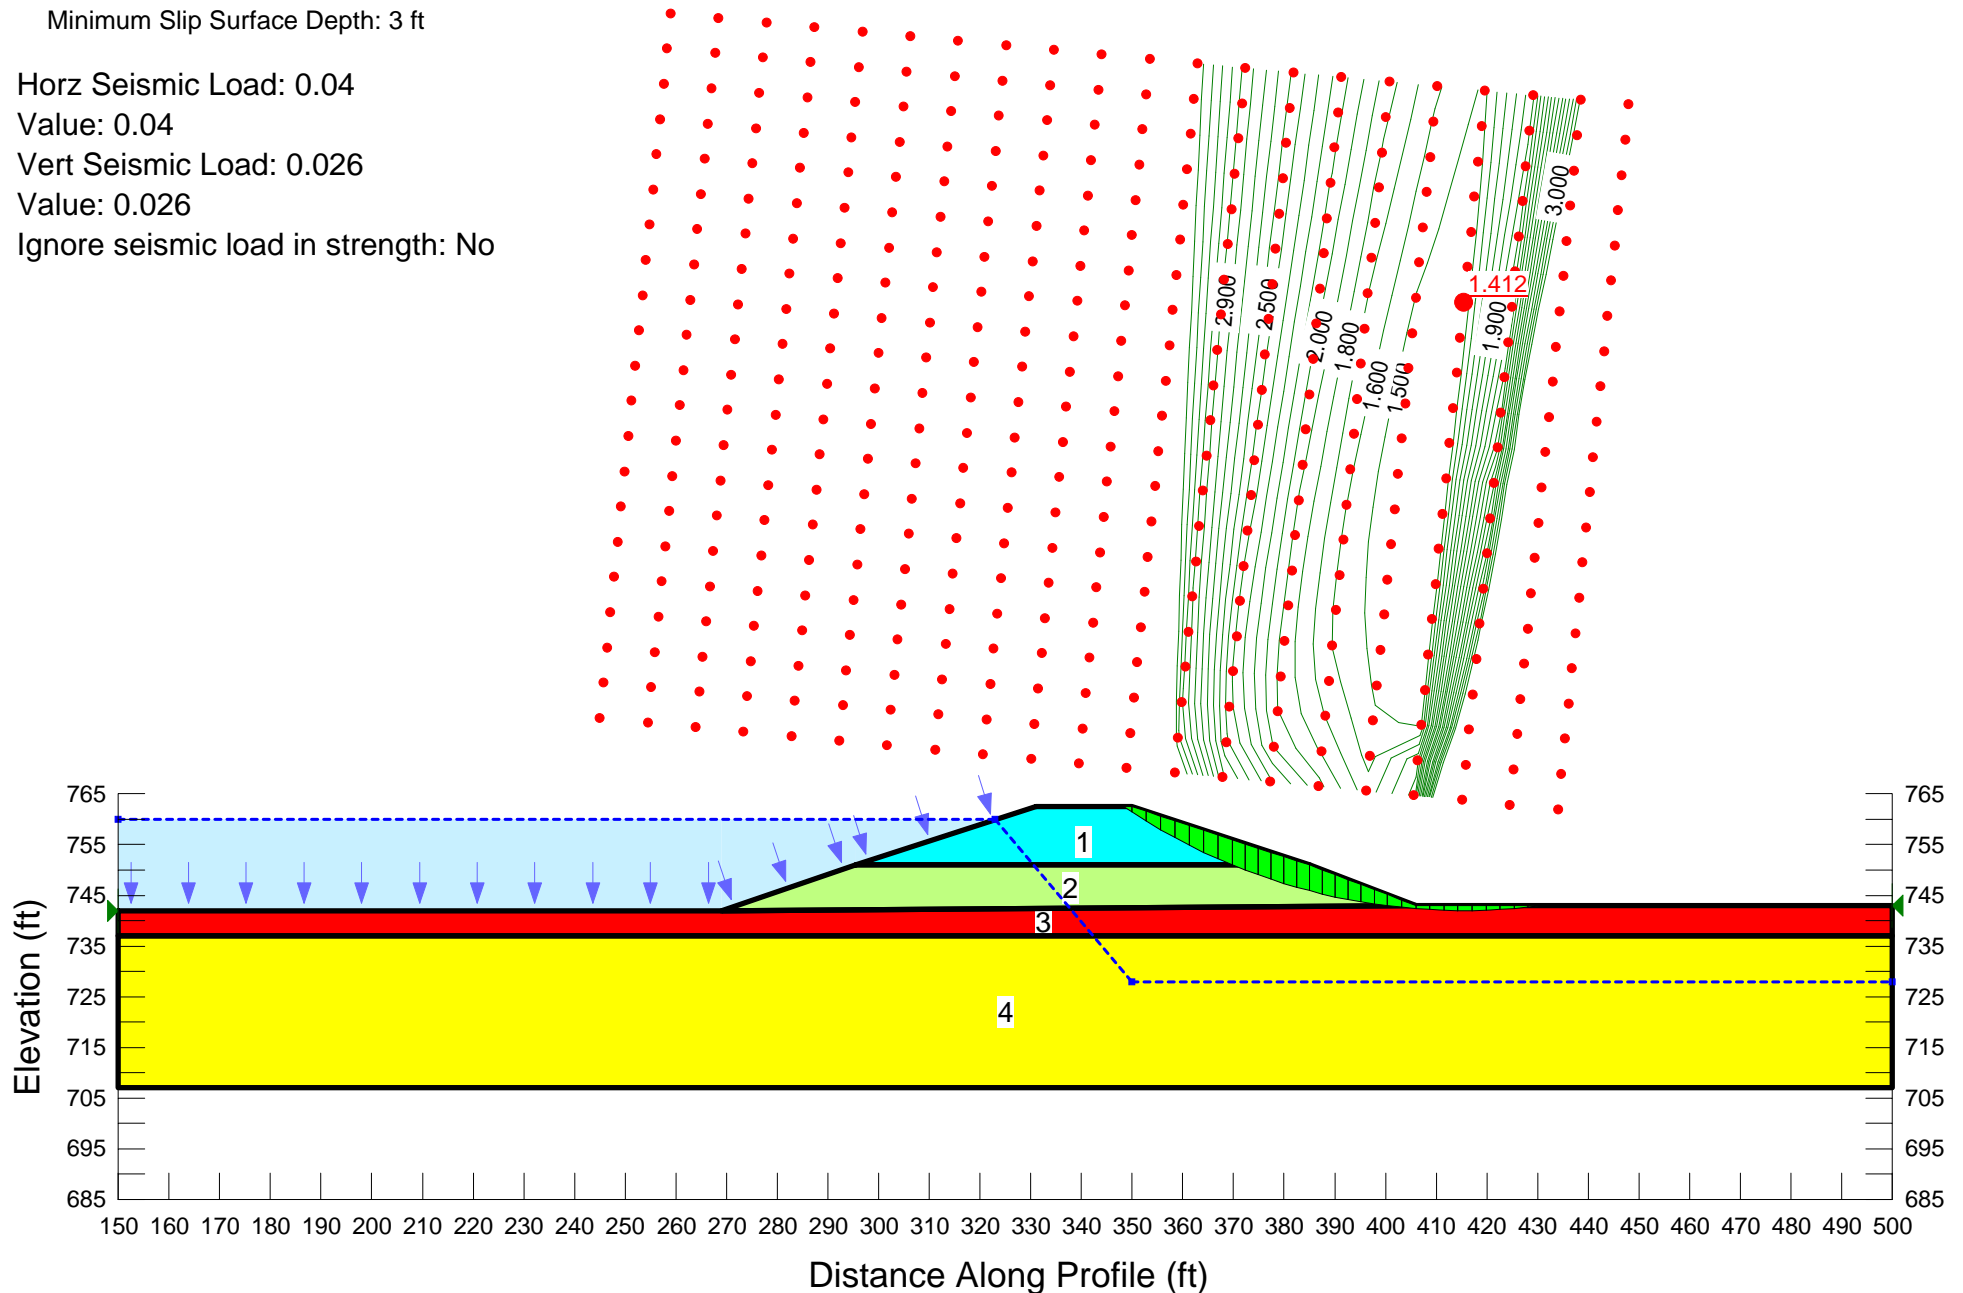 Minimum Slip Surface Depth: 3 ft
Horz Seismic Load: 0.04
Value: 0.04
Vert Seismic Load: 0.026
Value: 0.026
Ignore seismic load in strength: No
3.000
1.412
2.900
2.500
2.000
1.800
1.600
1.500
1.900
765 765
755 755
745 745
735 735
725 725
715 715
705 705
695 695
685 685
1
2
3
4
Elevation (ft)
150 160 170 180 190 200 210 220 230 240 250 260 270 280 290 300 310 320 330 340 350 360 370 380 390 400 410 420 430 440 450 460 470 480 490 500
Distance Along Profile (ft)